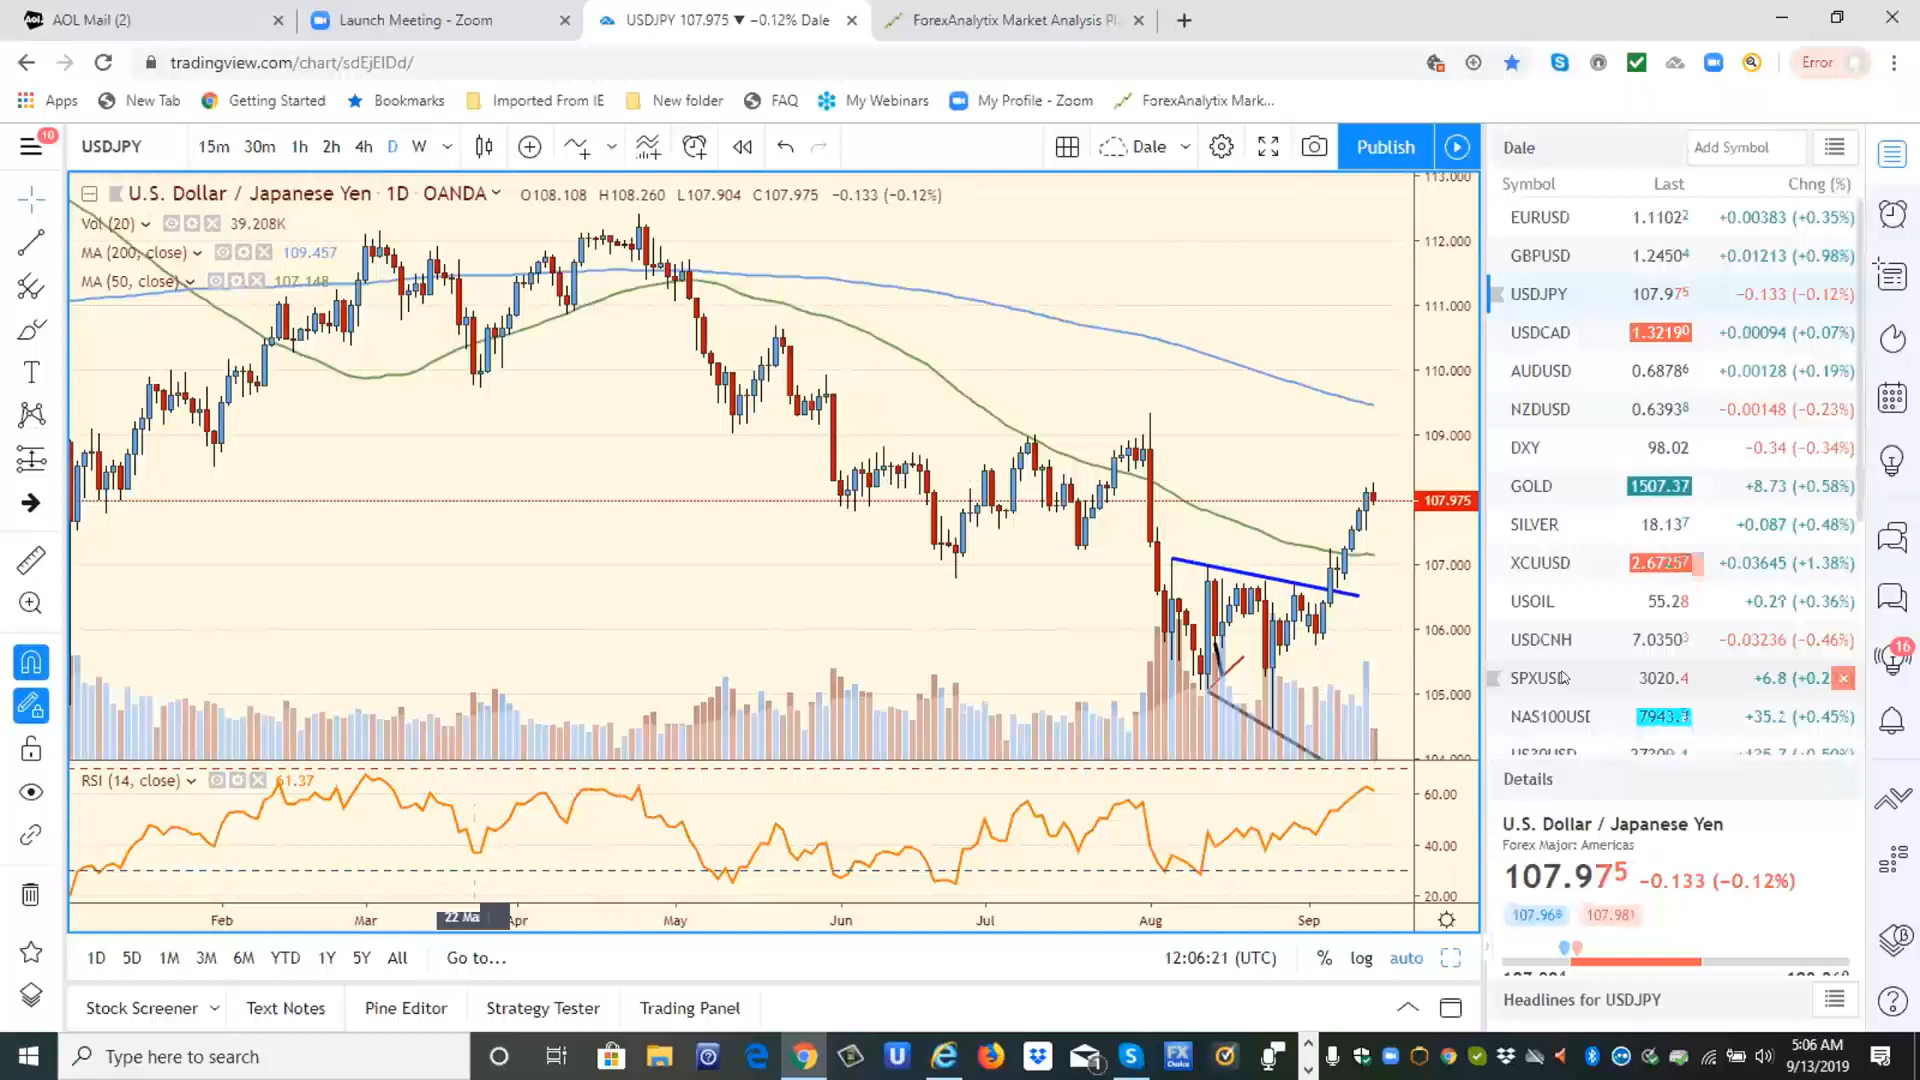 AOL Mail (2)
Launch Meeting - Zoom
USDJPY 107.975 ▼ −0.12% Dale
ForexAnalytix Market Analysis Pl
tradingview.com/chart/sdEjEIDd/
Error
Apps
New Tab
Getting Started
Bookmarks
Imported From IE
New folder
FAQ
My Webinars
My Profile - Zoom
ForexAnalytix Mark...
10
USDJPY
15m 30m 1h 2h 4h D W
Dale
Publish
U.S. Dollar / Japanese Yen · 1D · OANDA
O108.108 H108.260 L107.904 C107.975 −0.133 (−0.12%)
Vol (20) 39.208K
MA (200, close) 109.457
MA (50, close) 107.148
113.000
112.000
111.000
110.000
109.000
107.975
107.000
106.000
105.000
RSI (14, close) 61.37
60.00
40.00
20.00
Feb Mar 22 Ma Apr May Jun Jul Aug Sep
1D 5D 1M 3M 6M YTD 1Y 5Y All Go to...
12:06:21 (UTC) % log auto
Stock Screener
Text Notes
Pine Editor
Strategy Tester
Trading Panel
Dale
Add Symbol
Symbol Last Chng (%)
EURUSD 1.11022 +0.00383 (+0.35%)
GBPUSD 1.24504 +0.01213 (+0.98%)
USDJPY 107.975 −0.133 (−0.12%)
USDCAD 1.32190 +0.00094 (+0.07%)
AUDUSD 0.68786 +0.00128 (+0.19%)
NZDUSD 0.63938 −0.00148 (−0.23%)
DXY 98.02 −0.34 (−0.34%)
GOLD 1507.37 +8.73 (+0.58%)
SILVER 18.137 +0.087 (+0.48%)
XCUUSD +0.03645 (+1.38%)
USOIL 55.28 (+0.36%)
USDCNH 7.0350 −0.03236 (−0.46%)
SPXUSD 3020.4 +6.8 (+0.2
NAS100USD +35.2 (+0.45%)
16
Details
U.S. Dollar / Japanese Yen
Forex Major: Americas
107.975 −0.133 (−0.12%)
107.968 107.981
Headlines for USDJPY
Type here to search
FX Choice
5:06 AM
9/13/2019